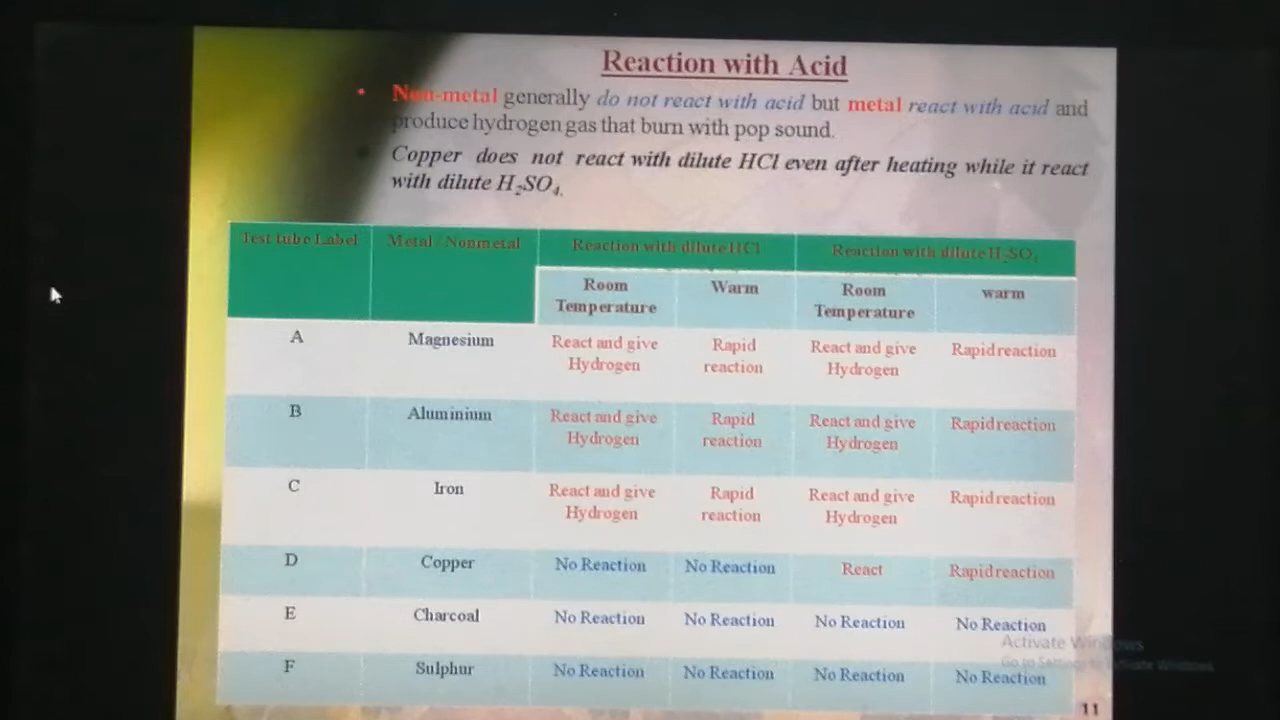 Reaction with Acid
• Non-metal generally do not react with acid but metal react with acid and
produce hydrogen gas that burn with pop sound.
Copper does not react with dilute HCl even after heating while it react
with dilute H₂SO₄.
Test tube Label Metal / Nonmetal Reaction with dilute HCl Reaction with dilute H₂SO₄
Room Temperature Warm Room Temperature warm
A Magnesium React and give Hydrogen Rapid reaction React and give Hydrogen Rapid reaction
B Aluminium React and give Hydrogen Rapid reaction React and give Hydrogen Rapid reaction
C Iron React and give Hydrogen Rapid reaction React and give Hydrogen Rapid reaction
D Copper No Reaction No Reaction React Rapid reaction
E Charcoal No Reaction No Reaction No Reaction No Reaction
F Sulphur No Reaction No Reaction No Reaction No Reaction
Activate Windows
Go to Settings to activate Windows.
11